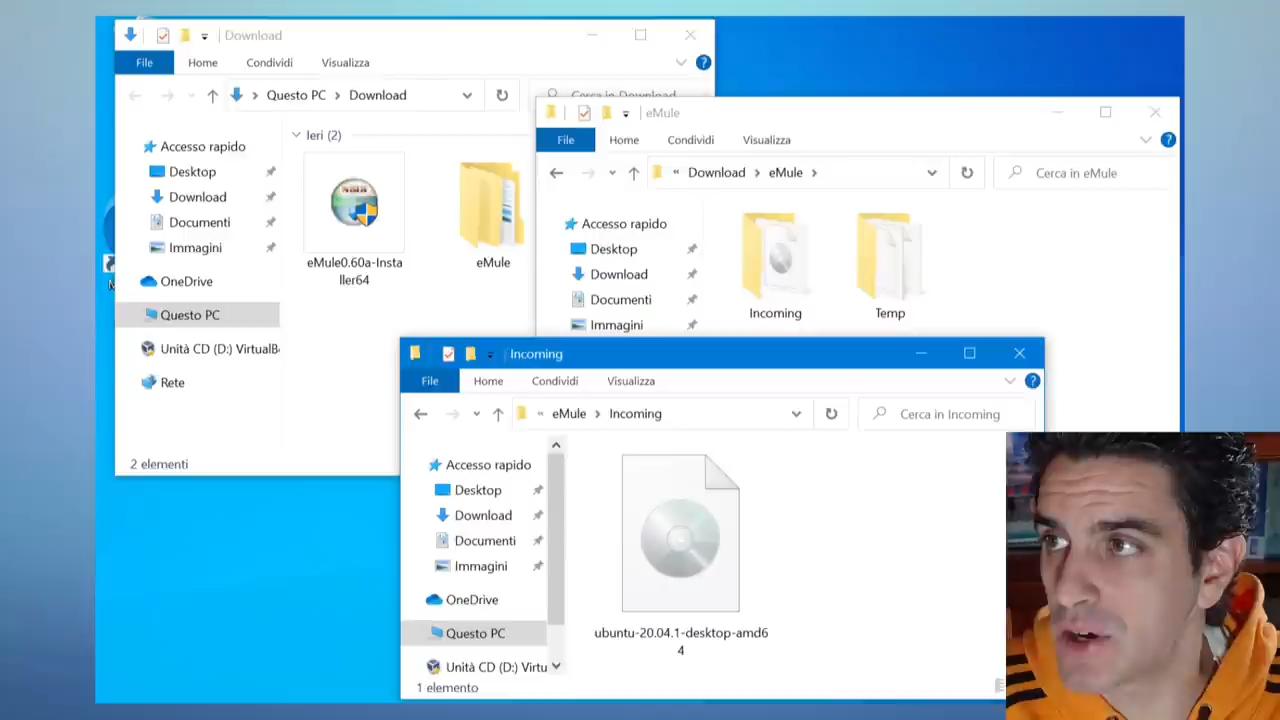 Download
File Home Condividi Visualizza
Questo PC Download
Cerca in Download
Accesso rapido
Desktop
Download
Documenti
Immagini
OneDrive
Questo PC
Unità CD (D:) VirtualB
Rete
Ieri (2)
eMule0.60a-Insta
ller64
eMule
2 elementi
eMule
File Home Condividi Visualizza
« Download eMule
Cerca in eMule
Accesso rapido
Desktop
Download
Documenti
Immagini
Incoming
Temp
Incoming
File Home Condividi Visualizza
« eMule Incoming
Cerca in Incoming
Accesso rapido
Desktop
Download
Documenti
Immagini
OneDrive
Questo PC
Unità CD (D:) Virtu
ubuntu-20.04.1-desktop-amd6
4
1 elemento